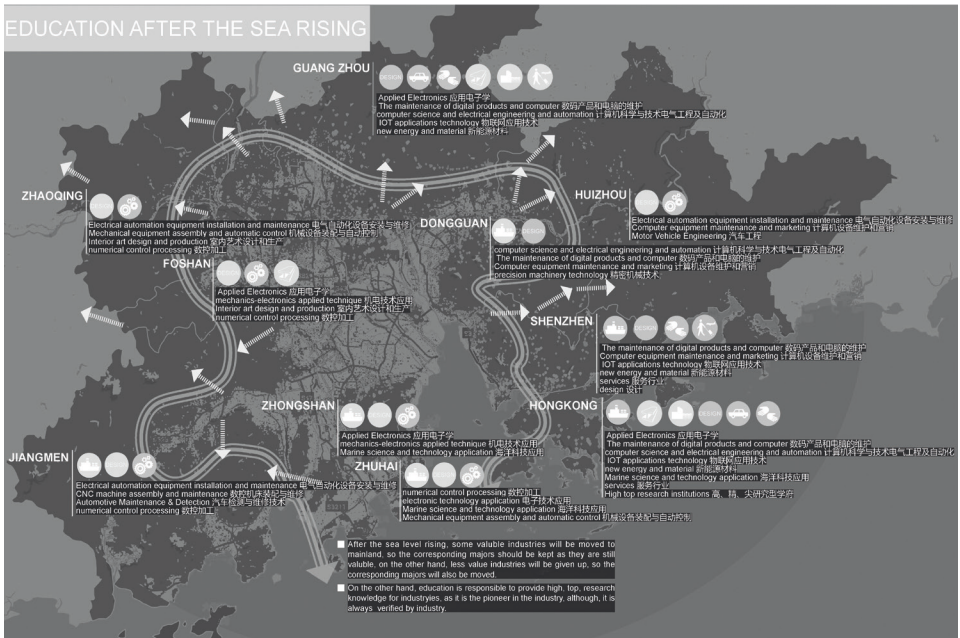 EDUCATION AFTER THE SEA RISING
GUANG ZHOU
DESIGN
Applied Electronics 应用电子学
The maintenance of digital products and computer 数码产品和电脑的维护
computer science and electrical engineering and automation 计算机科学与技术电气工程及自动化
IOT applications technology 物联网应用技术
new energy and material 新能源材料
ZHAOQING
Electrical automation equipment installation and maintenance 电气自动化设备安装与维修
Mechanical equipment assembly and automatic control 机械设备装配与自动控制
Interior art design and production 室内艺术设计和生产
numerical control processing 数控加工
HUIZHOU
Electrical automation equipment installation and maintenance 电气自动化设备安装与维修
Computer equipment maintenance and marketing 计算机设备维护和营销
Motor Vehicle Engineering 汽车工程
DONGGUAN
DESIGN
computer science and electrical engineering and automation 计算机科学与技术电气工程及自动化
The maintenance of digital products and computer 数码产品和电脑的维护
Computer equipment maintenance and marketing 计算机设备维护和营销
precision machinery technology 精密机械技术
FOSHAN
Applied Electronics 应用电子学
mechanics-electronics applied technique 机电技术应用
Interior art design and production 室内艺术设计和生产
numerical control processing 数控加工
SHENZHEN
DESIGN
The maintenance of digital products and computer 数码产品和电脑的维护
Computer equipment maintenance and marketing 计算机设备维护和营销
IOT applications technology 物联网应用技术
new energy and material 新能源材料
services 服务行业
design 设计
ZHONGSHAN
Applied Electronics 应用电子学
mechanics-electronics applied technique 机电技术应用
Marine science and technology application 海洋科技应用
HONGKONG
DESIGN
Applied Electronics 应用电子学
The maintenance of digital products and computer 数码产品和电脑的维护
computer science and electrical engineering and automation 计算机科学与技术电气工程及自动化
IOT applications technology 物联网应用技术
new energy and material 新能源材料
Marine science and technology application 海洋科技应用
services 服务行业
High top research institutions 高、精、尖研究型学府
JIANGMEN
Electrical automation equipment installation and maintenance 电气自动化设备安装与维修
CNC machine assembly and maintenance 数控机床装配与维修
Automotive Maintenance & Detection 汽车检测与维修技术
numerical control processing 数控加工
ZHUHAI
numerical control processing 数控加工
electronic technology application 电子技术应用
Marine science and technology application 海洋科技应用
Mechanical equipment assembly and automatic control 机械设备装配与自动控制
After the sea level rising, some valuble industries will be moved to
mainland, so the corresponding majors should be kept as they are still
valuble, on the other hand, less value industries will be given up, so the
corresponding majors will also be moved.
On the other hand, education is responsible to provide high, top, research
knowledge for industryies, as it is the pioneer in the industry, although, it is
always verified by industry.